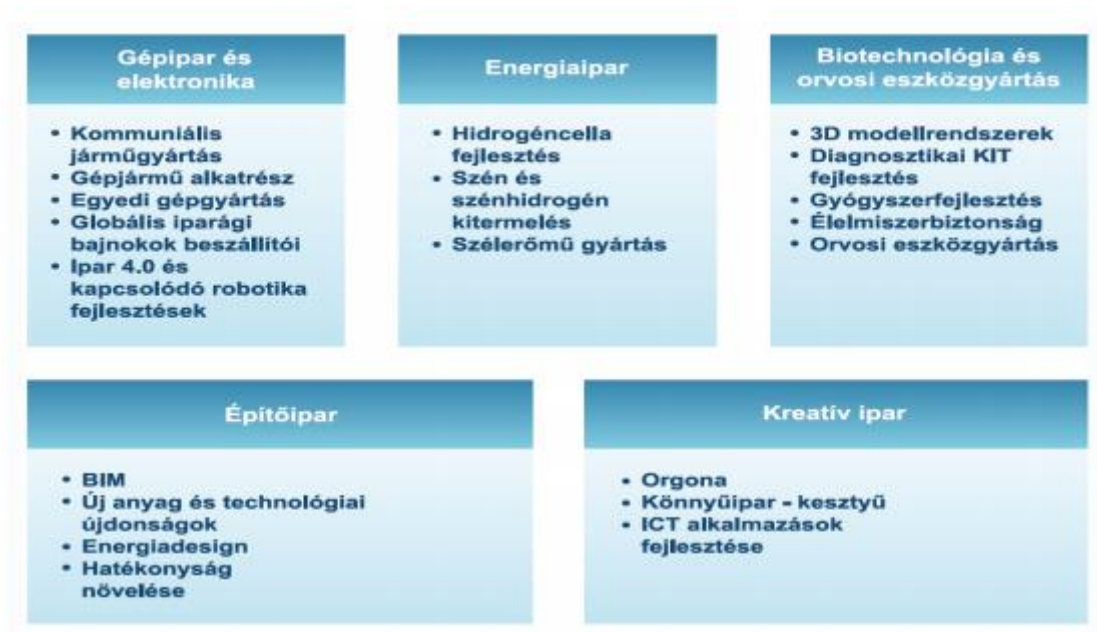 Gépipar és
elektronika
• Kommuniális
járműgyártás
• Gépjármű alkatrész
• Egyedi gépgyártás
• Globális iparági
bajnokok beszállítói
• Ipar 4.0 és
kapcsolódó robotika
fejlesztések
Energiaipar
• Hidrogéncella
fejlesztés
• Szén és
szénhidrogén
kitermelés
• Szélerőmű gyártás
Biotechnológia és
orvosi eszközgyártás
• 3D modellrendszerek
• Diagnosztikai KIT
fejlesztés
• Gyógyszerfejlesztés
• Élelmiszerbiztonság
• Orvosi eszközgyártás
Építőipar
• BIM
• Új anyag és technológiai
újdonságok
• Energiadesign
• Hatékonyság
növelése
Kreatív ipar
• Orgona
• Könnyűipar - kesztyű
• ICT alkalmazások
fejlesztése